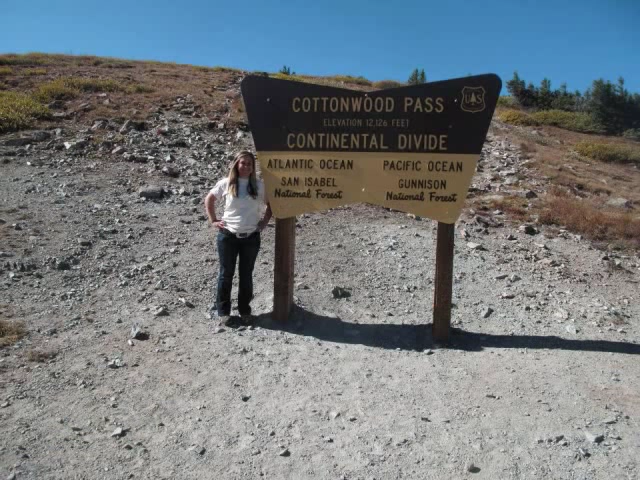 COTTONWOOD PASS
ELEVATION 12,126 FEET
CONTINENTAL DIVIDE
ATLANTIC OCEAN
SAN ISABEL
National Forest
PACIFIC OCEAN
GUNNISON
National Forest